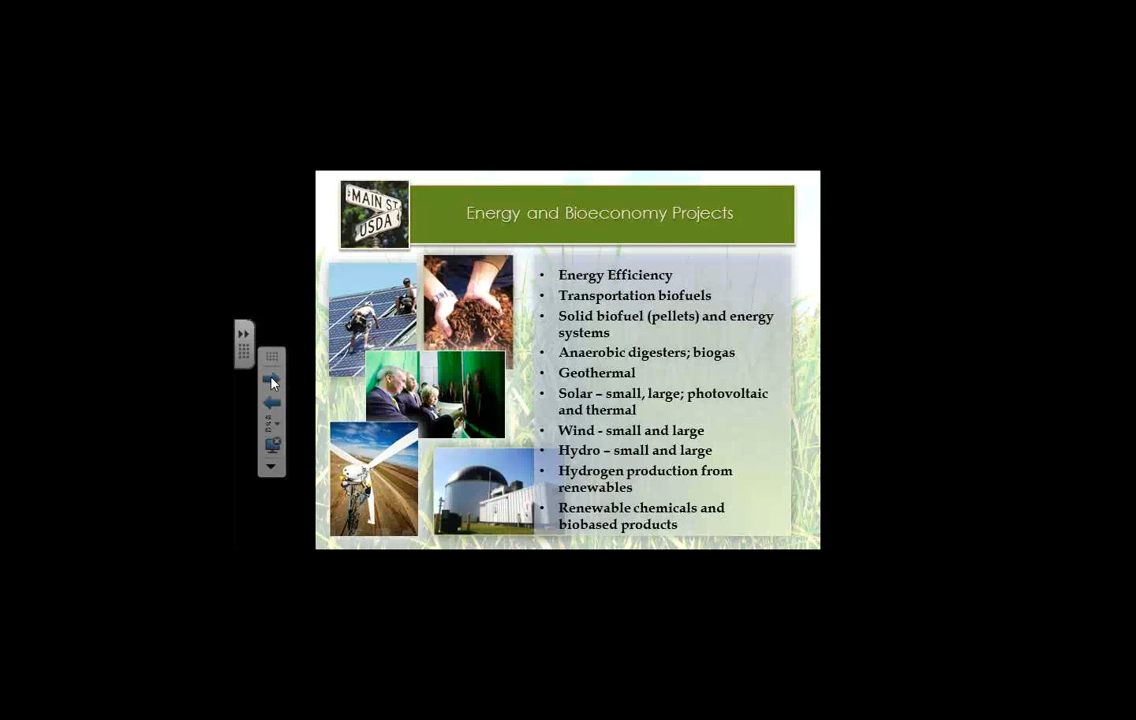 MAIN ST
USDA
Energy and Bioeconomy Projects
• Energy Efficiency
• Transportation biofuels
• Solid biofuel (pellets) and energy
systems
• Anaerobic digesters; biogas
• Geothermal
• Solar – small, large; photovoltaic
and thermal
• Wind - small and large
• Hydro – small and large
• Hydrogen production from
renewables
• Renewable chemicals and
biobased products